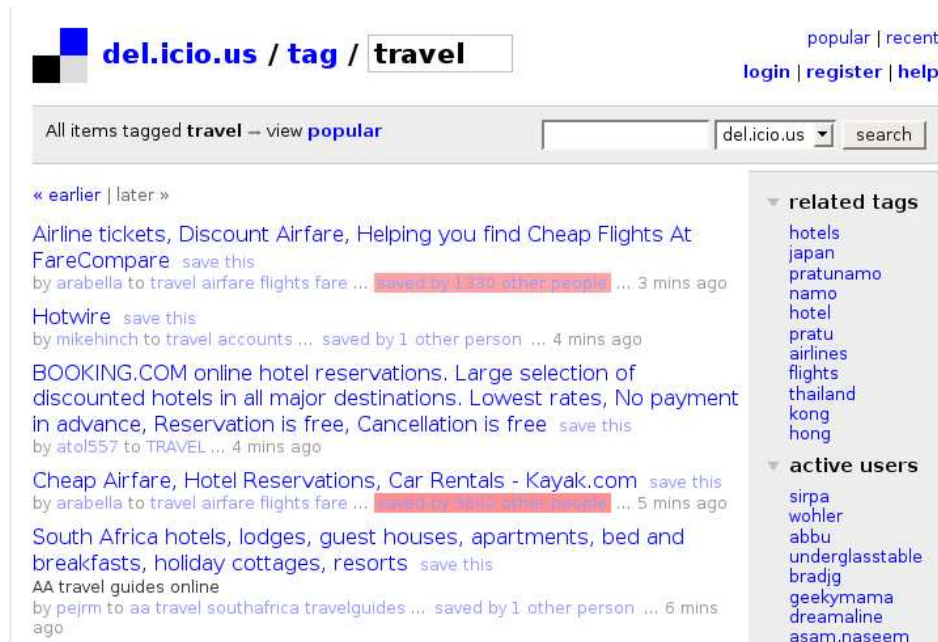 del.icio.us / tag / travel
popular | recent
login | register | help
All items tagged travel — view popular
del.icio.us
search
« earlier | later »
Airline tickets, Discount Airfare, Helping you find Cheap Flights At
FareCompare save this
by arabella to travel airfare flights fare ... saved by 1330 other people ... 3 mins ago
Hotwire save this
by mikehinch to travel accounts ... saved by 1 other person ... 4 mins ago
BOOKING.COM online hotel reservations. Large selection of
discounted hotels in all major destinations. Lowest rates, No payment
in advance, Reservation is free, Cancellation is free save this
by atol557 to TRAVEL ... 4 mins ago
Cheap Airfare, Hotel Reservations, Car Rentals - Kayak.com save this
by arabella to travel airfare flights fare ... saved by 5642 other people ... 5 mins ago
South Africa hotels, lodges, guest houses, apartments, bed and
breakfasts, holiday cottages, resorts save this
AA travel guides online
by pejrm to aa travel southafrica travelguides ... saved by 1 other person ... 6 mins
ago
related tags
hotels
japan
pratunamo
namo
hotel
pratu
airlines
flights
thailand
kong
hong
active users
sirpa
wohler
abbu
underglasstable
bradjg
geekymama
dreamaline
asam.naseem